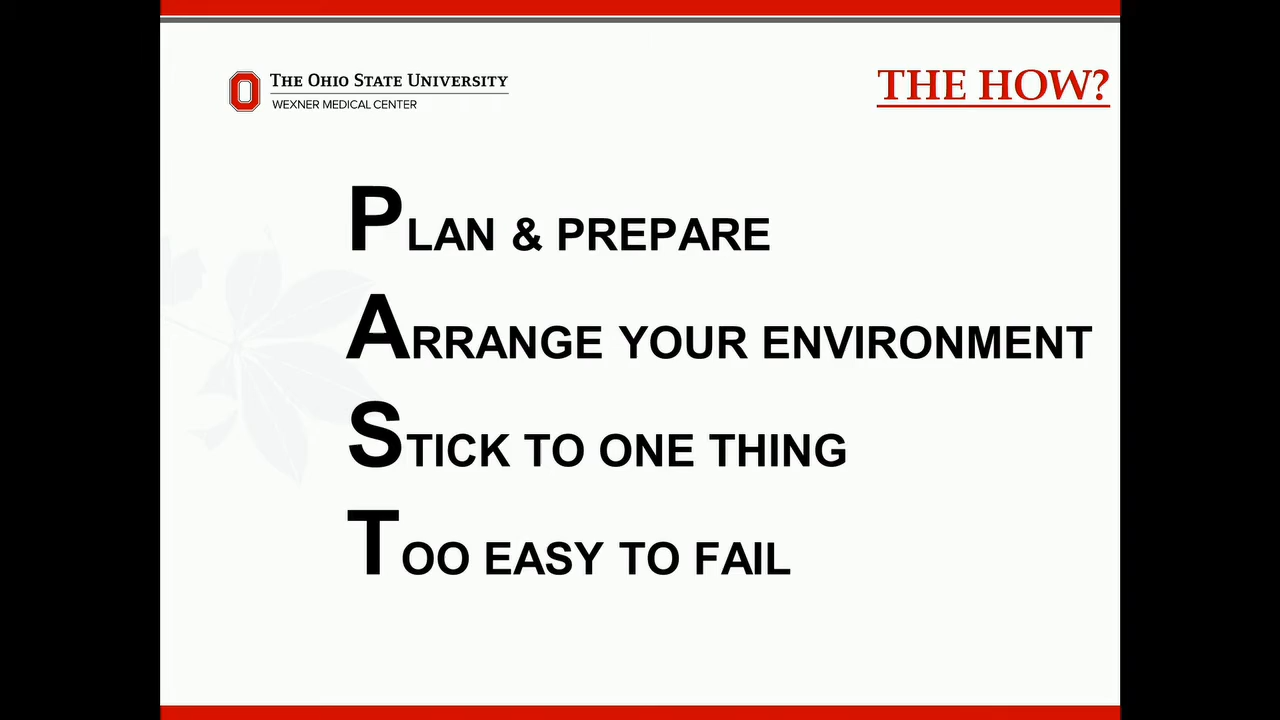 THE OHIO STATE UNIVERSITY
WEXNER MEDICAL CENTER
THE HOW?
PLAN & PREPARE
ARRANGE YOUR ENVIRONMENT
STICK TO ONE THING
TOO EASY TO FAIL